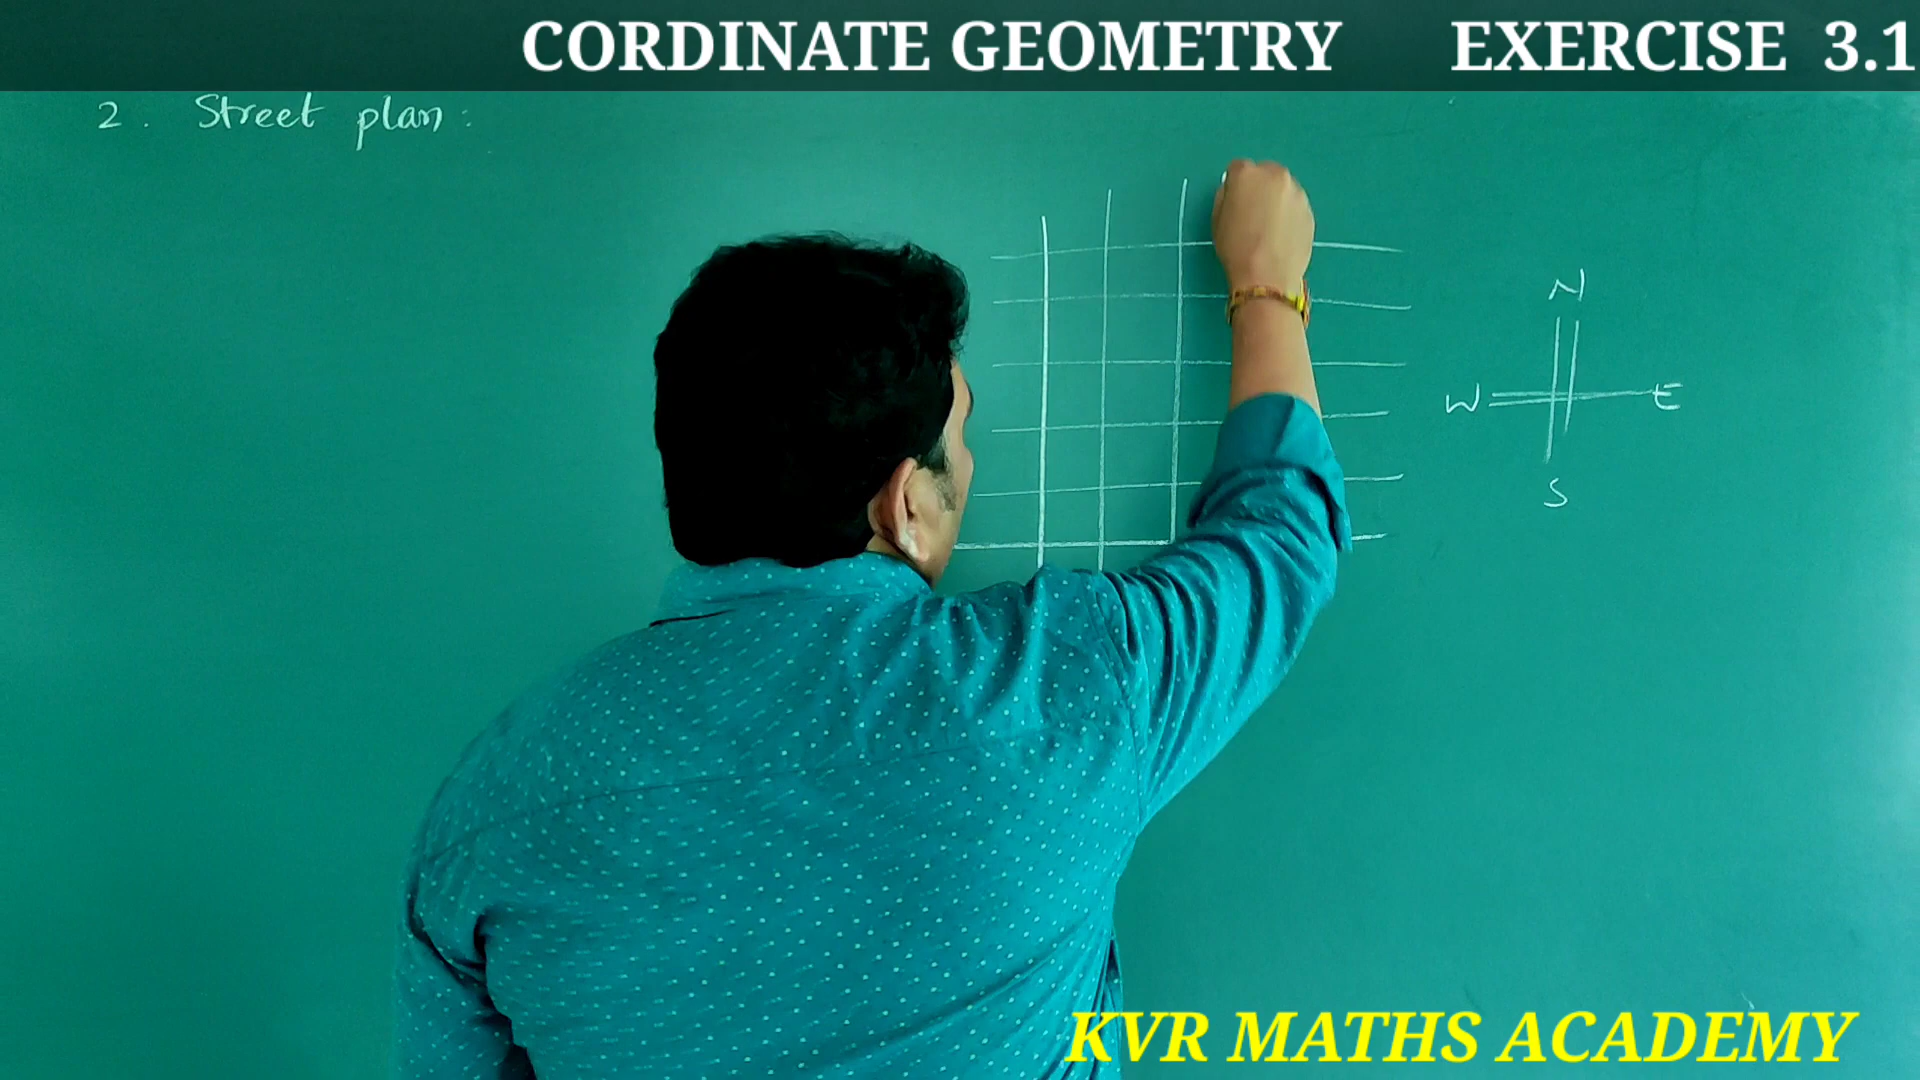 CORDINATE GEOMETRY EXERCISE 3.1
2. Street plan:
N
W E
S
KVR MATHS ACADEMY